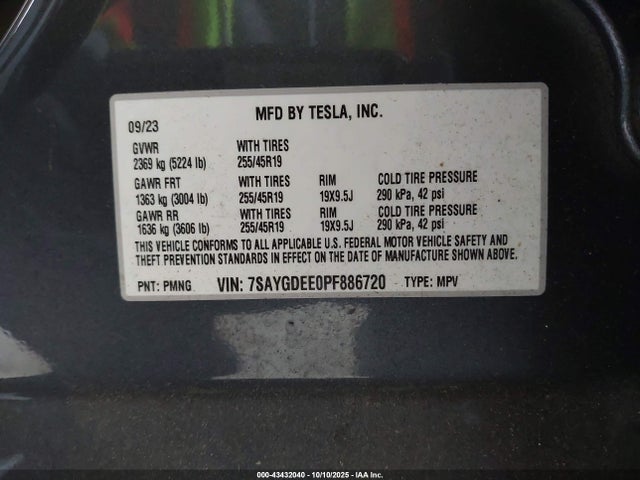 MFD BY TESLA, INC.
09/23
GVWR WITH TIRES
2369 kg (5224 lb) 255/45R19
GAWR FRT WITH TIRES RIM COLD TIRE PRESSURE
1363 kg (3004 lb) 255/45R19 19X9.5J 290 kPa, 42 psi
GAWR RR WITH TIRES RIM COLD TIRE PRESSURE
1636 kg (3606 lb) 255/45R19 19X9.5J 290 kPa, 42 psi
THIS VEHICLE CONFORMS TO ALL APPLICABLE U.S. FEDERAL MOTOR VEHICLE SAFETY AND
THEFT PREVENTION STANDARDS IN EFFECT ON THE DATE OF MANUFACTURE SHOWN ABOVE.
PNT: PMNG VIN: 7SAYGDEE0PF886720 TYPE: MPV
000-43432040 - 10/10/2025 - IAA Inc.